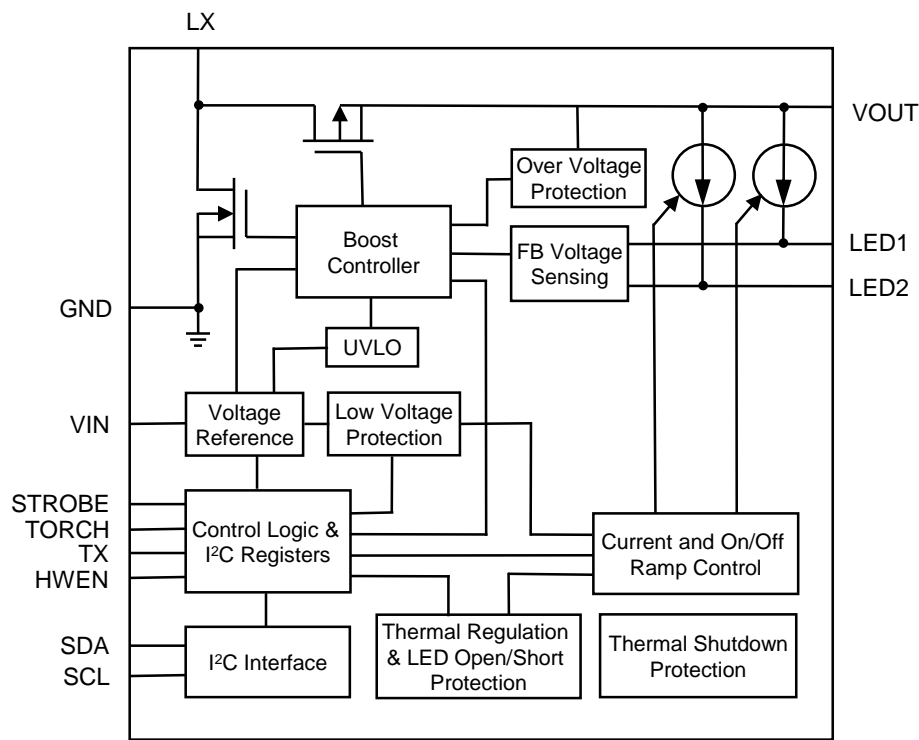 LX
VOUT
Over Voltage
Protection
Boost
Controller
FB Voltage
Sensing
LED1
LED2
GND
UVLO
VIN
Voltage
Reference
Low Voltage
Protection
STROBE
TORCH
TX
HWEN
Control Logic &
I²C Registers
Current and On/Off
Ramp Control
SDA
SCL
I²C Interface
Thermal Regulation
& LED Open/Short
Protection
Thermal Shutdown
Protection